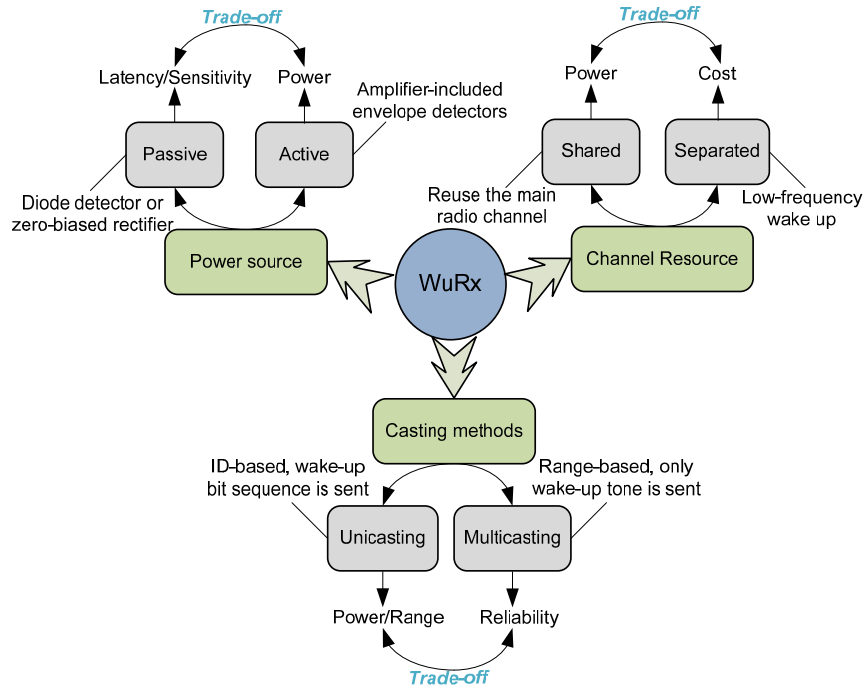 Trade-off
Latency/Sensitivity
Power
Amplifier-included
envelope detectors
Passive
Active
Diode detector or
zero-biased rectifier
Power source
Trade-off
Power
Cost
Shared
Separated
Reuse the main
radio channel
Low-frequency
wake up
Channel Resource
WuRx
Casting methods
ID-based, wake-up
bit sequence is sent
Range-based, only
wake-up tone is sent
Unicasting
Multicasting
Power/Range
Reliability
Trade-off